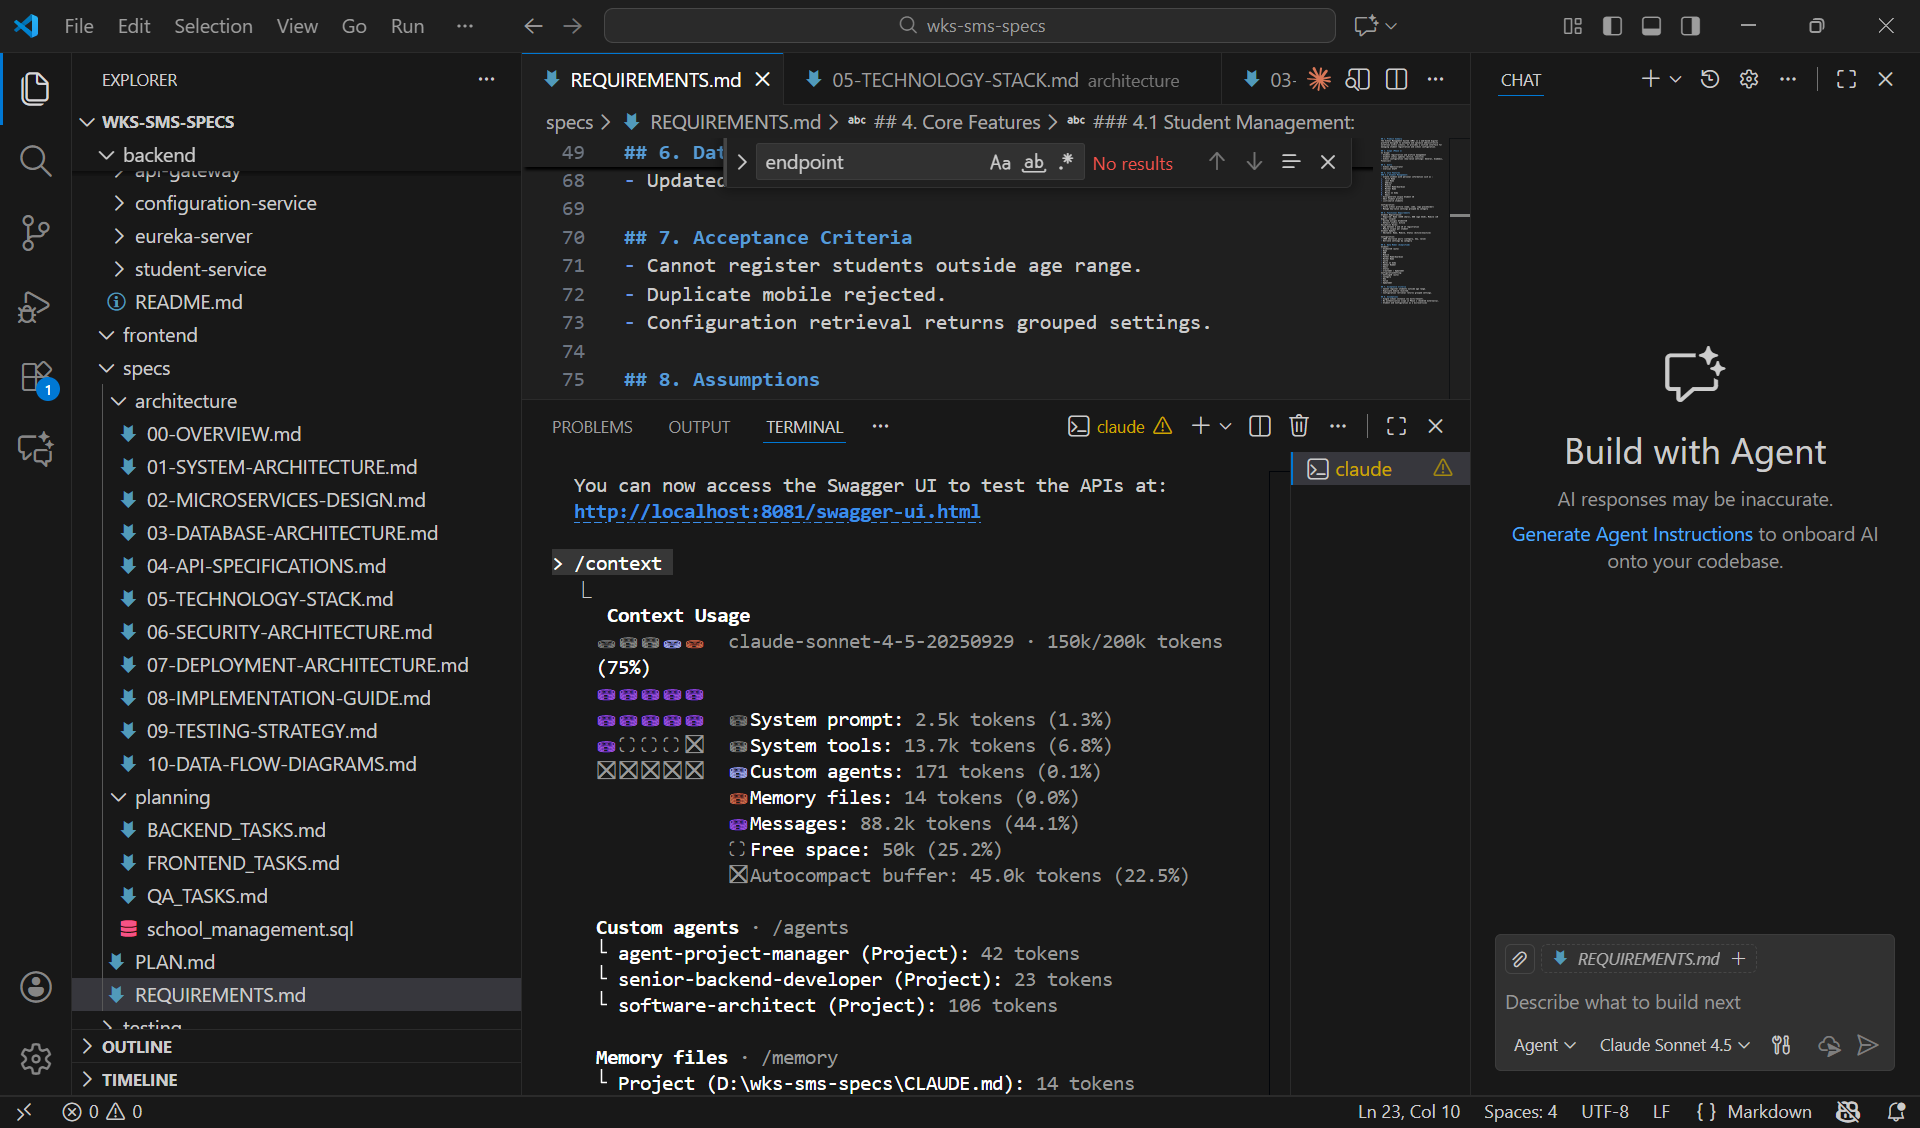 File Edit Selection View Go Run ···
wks-sms-specs
EXPLORER ···
WKS-SMS-SPECS
backend
api-gateway
configuration-service
eureka-server
student-service
README.md
frontend
specs
architecture
00-OVERVIEW.md
01-SYSTEM-ARCHITECTURE.md
02-MICROSERVICES-DESIGN.md
03-DATABASE-ARCHITECTURE.md
04-API-SPECIFICATIONS.md
05-TECHNOLOGY-STACK.md
06-SECURITY-ARCHITECTURE.md
07-DEPLOYMENT-ARCHITECTURE.md
08-IMPLEMENTATION-GUIDE.md
09-TESTING-STRATEGY.md
10-DATA-FLOW-DIAGRAMS.md
planning
BACKEND_TASKS.md
FRONTEND_TASKS.md
QA_TASKS.md
school_management.sql
PLAN.md
REQUIREMENTS.md
testing
OUTLINE
TIMELINE
1
REQUIREMENTS.md
05-TECHNOLOGY-STACK.md architecture
03-
specs > REQUIREMENTS.md > abc ## 4. Core Features > abc ### 4.1 Student Management:
endpoint Aa ab .* No results
49 ## 6. Dat
68 - Updated
69
70 ## 7. Acceptance Criteria
71 - Cannot register students outside age range.
72 - Duplicate mobile rejected.
73 - Configuration retrieval returns grouped settings.
74
75 ## 8. Assumptions
PROBLEMS OUTPUT TERMINAL ···
claude
claude
You can now access the Swagger UI to test the APIs at:
http://localhost:8081/swagger-ui.html
> /context
Context Usage
claude-sonnet-4-5-20250929 · 150k/200k tokens
(75%)
System prompt: 2.5k tokens (1.3%)
System tools: 13.7k tokens (6.8%)
Custom agents: 171 tokens (0.1%)
Memory files: 14 tokens (0.0%)
Messages: 88.2k tokens (44.1%)
Free space: 50k (25.2%)
Autocompact buffer: 45.0k tokens (22.5%)
Custom agents · /agents
└ agent-project-manager (Project): 42 tokens
└ senior-backend-developer (Project): 23 tokens
└ software-architect (Project): 106 tokens
Memory files · /memory
└ Project (D:\wks-sms-specs\CLAUDE.md): 14 tokens
CHAT
Build with Agent
AI responses may be inaccurate.
Generate Agent Instructions to onboard AI
onto your codebase.
REQUIREMENTS.md +
Describe what to build next
Agent Claude Sonnet 4.5
0 0
Ln 23, Col 10 Spaces: 4 UTF-8 LF { } Markdown